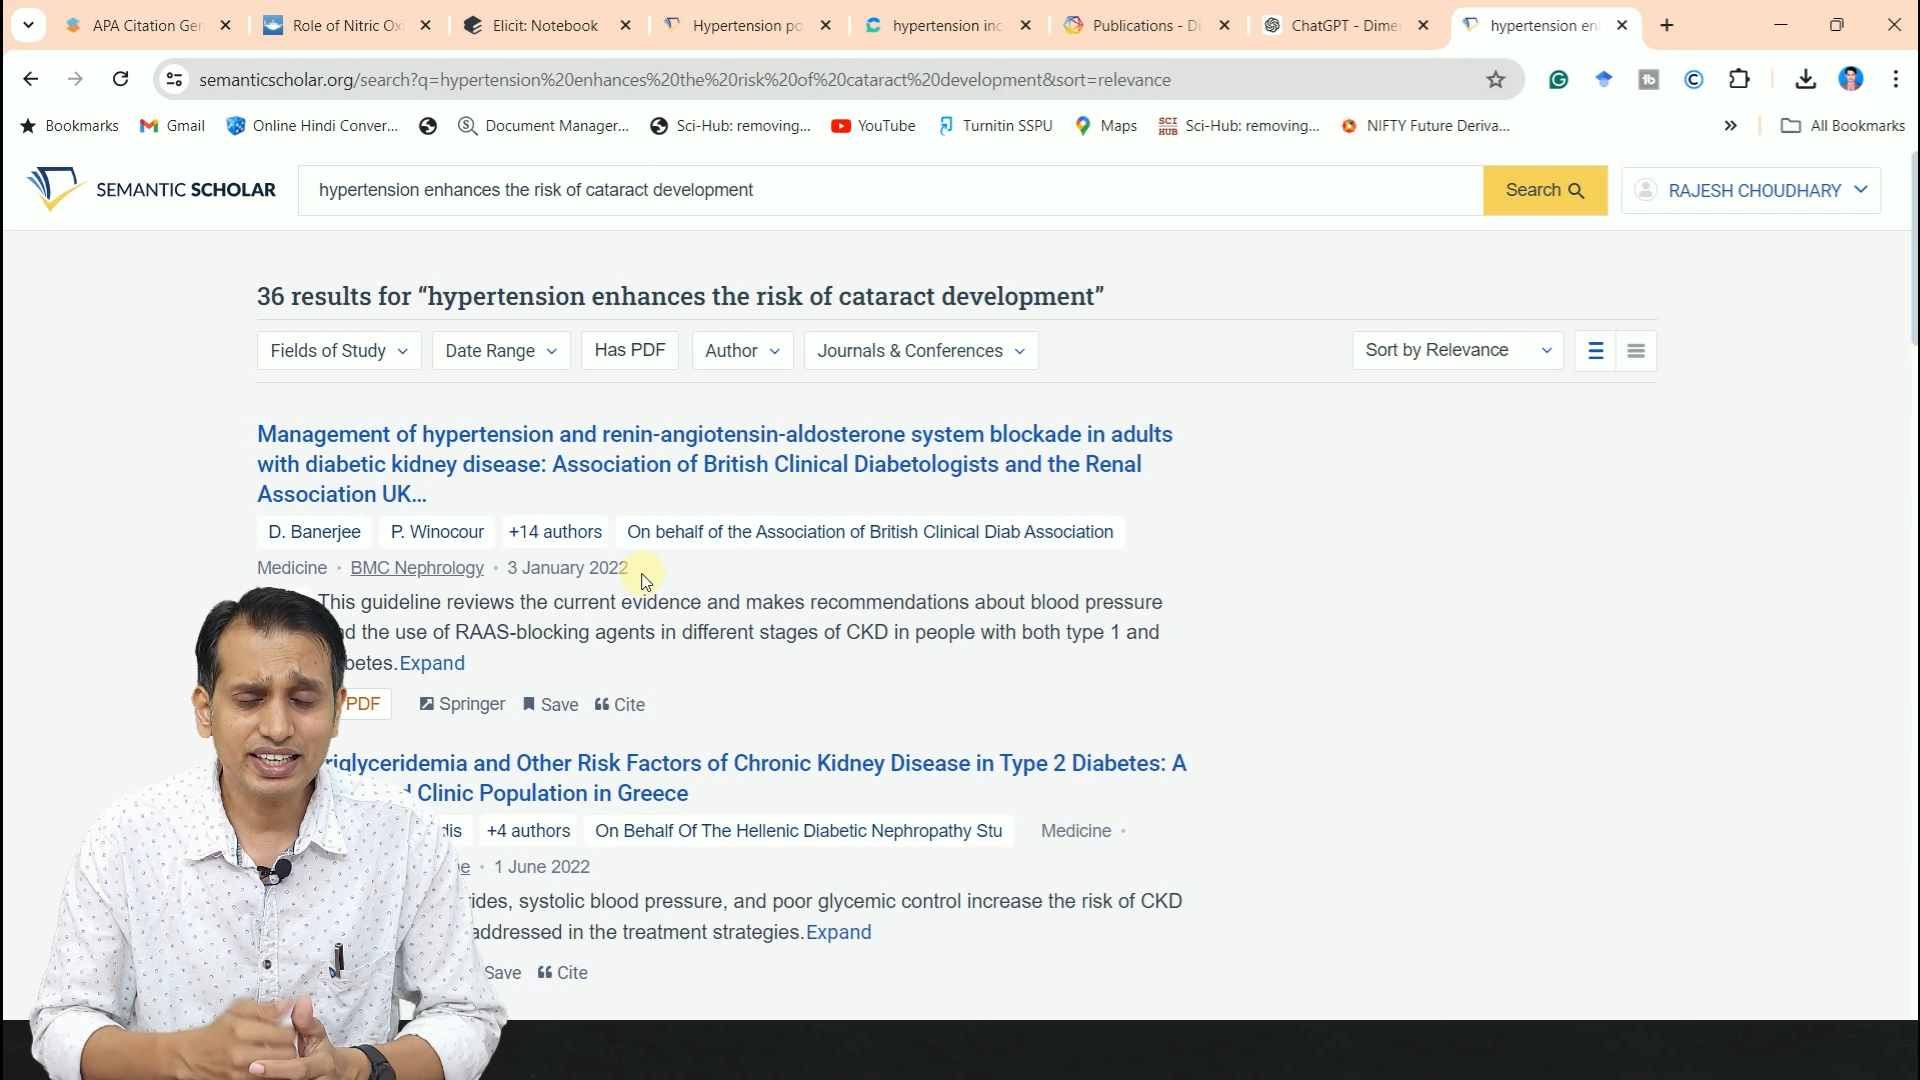 APA Citation Ger
Role of Nitric Oxi
Elicit: Notebook
Hypertension po
hypertension inc
Publications - Di
ChatGPT - Dime
hypertension en
semanticscholar.org/search?q=hypertension%20enhances%20the%20risk%20of%20cataract%20development&sort=relevance
Bookmarks
Gmail
Online Hindi Conver...
Document Manager...
Sci-Hub: removing...
YouTube
Turnitin SSPU
Maps
SCI HUB
Sci-Hub: removing...
NIFTY Future Deriva...
»
All Bookmarks
SEMANTIC SCHOLAR
hypertension enhances the risk of cataract development
Search
RAJESH CHOUDHARY
36 results for “hypertension enhances the risk of cataract development”
Fields of Study
Date Range
Has PDF
Author
Journals & Conferences
Sort by Relevance
Management of hypertension and renin-angiotensin-aldosterone system blockade in adults
with diabetic kidney disease: Association of British Clinical Diabetologists and the Renal
Association UK...
D. Banerjee P. Winocour +14 authors On behalf of the Association of British Clinical Diab Association
Medicine · BMC Nephrology · 3 January 2022
This guideline reviews the current evidence and makes recommendations about blood pressure
d the use of RAAS-blocking agents in different stages of CKD in people with both type 1 and
betes. Expand
PDF Springer Save Cite
riglyceridemia and Other Risk Factors of Chronic Kidney Disease in Type 2 Diabetes: A
Clinic Population in Greece
dis +4 authors On Behalf Of The Hellenic Diabetic Nephropathy Stu Medicine ·
e · 1 June 2022
ides, systolic blood pressure, and poor glycemic control increase the risk of CKD
addressed in the treatment strategies. Expand
Save Cite